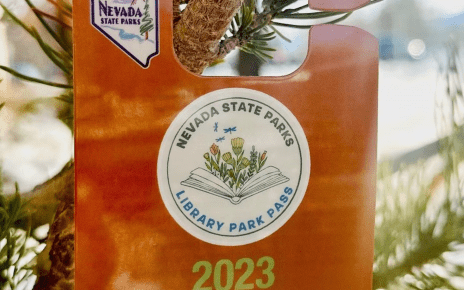 NEVADA
STATE PARKS
NEVADA STATE PARKS
LIBRARY PARK PASS
2023